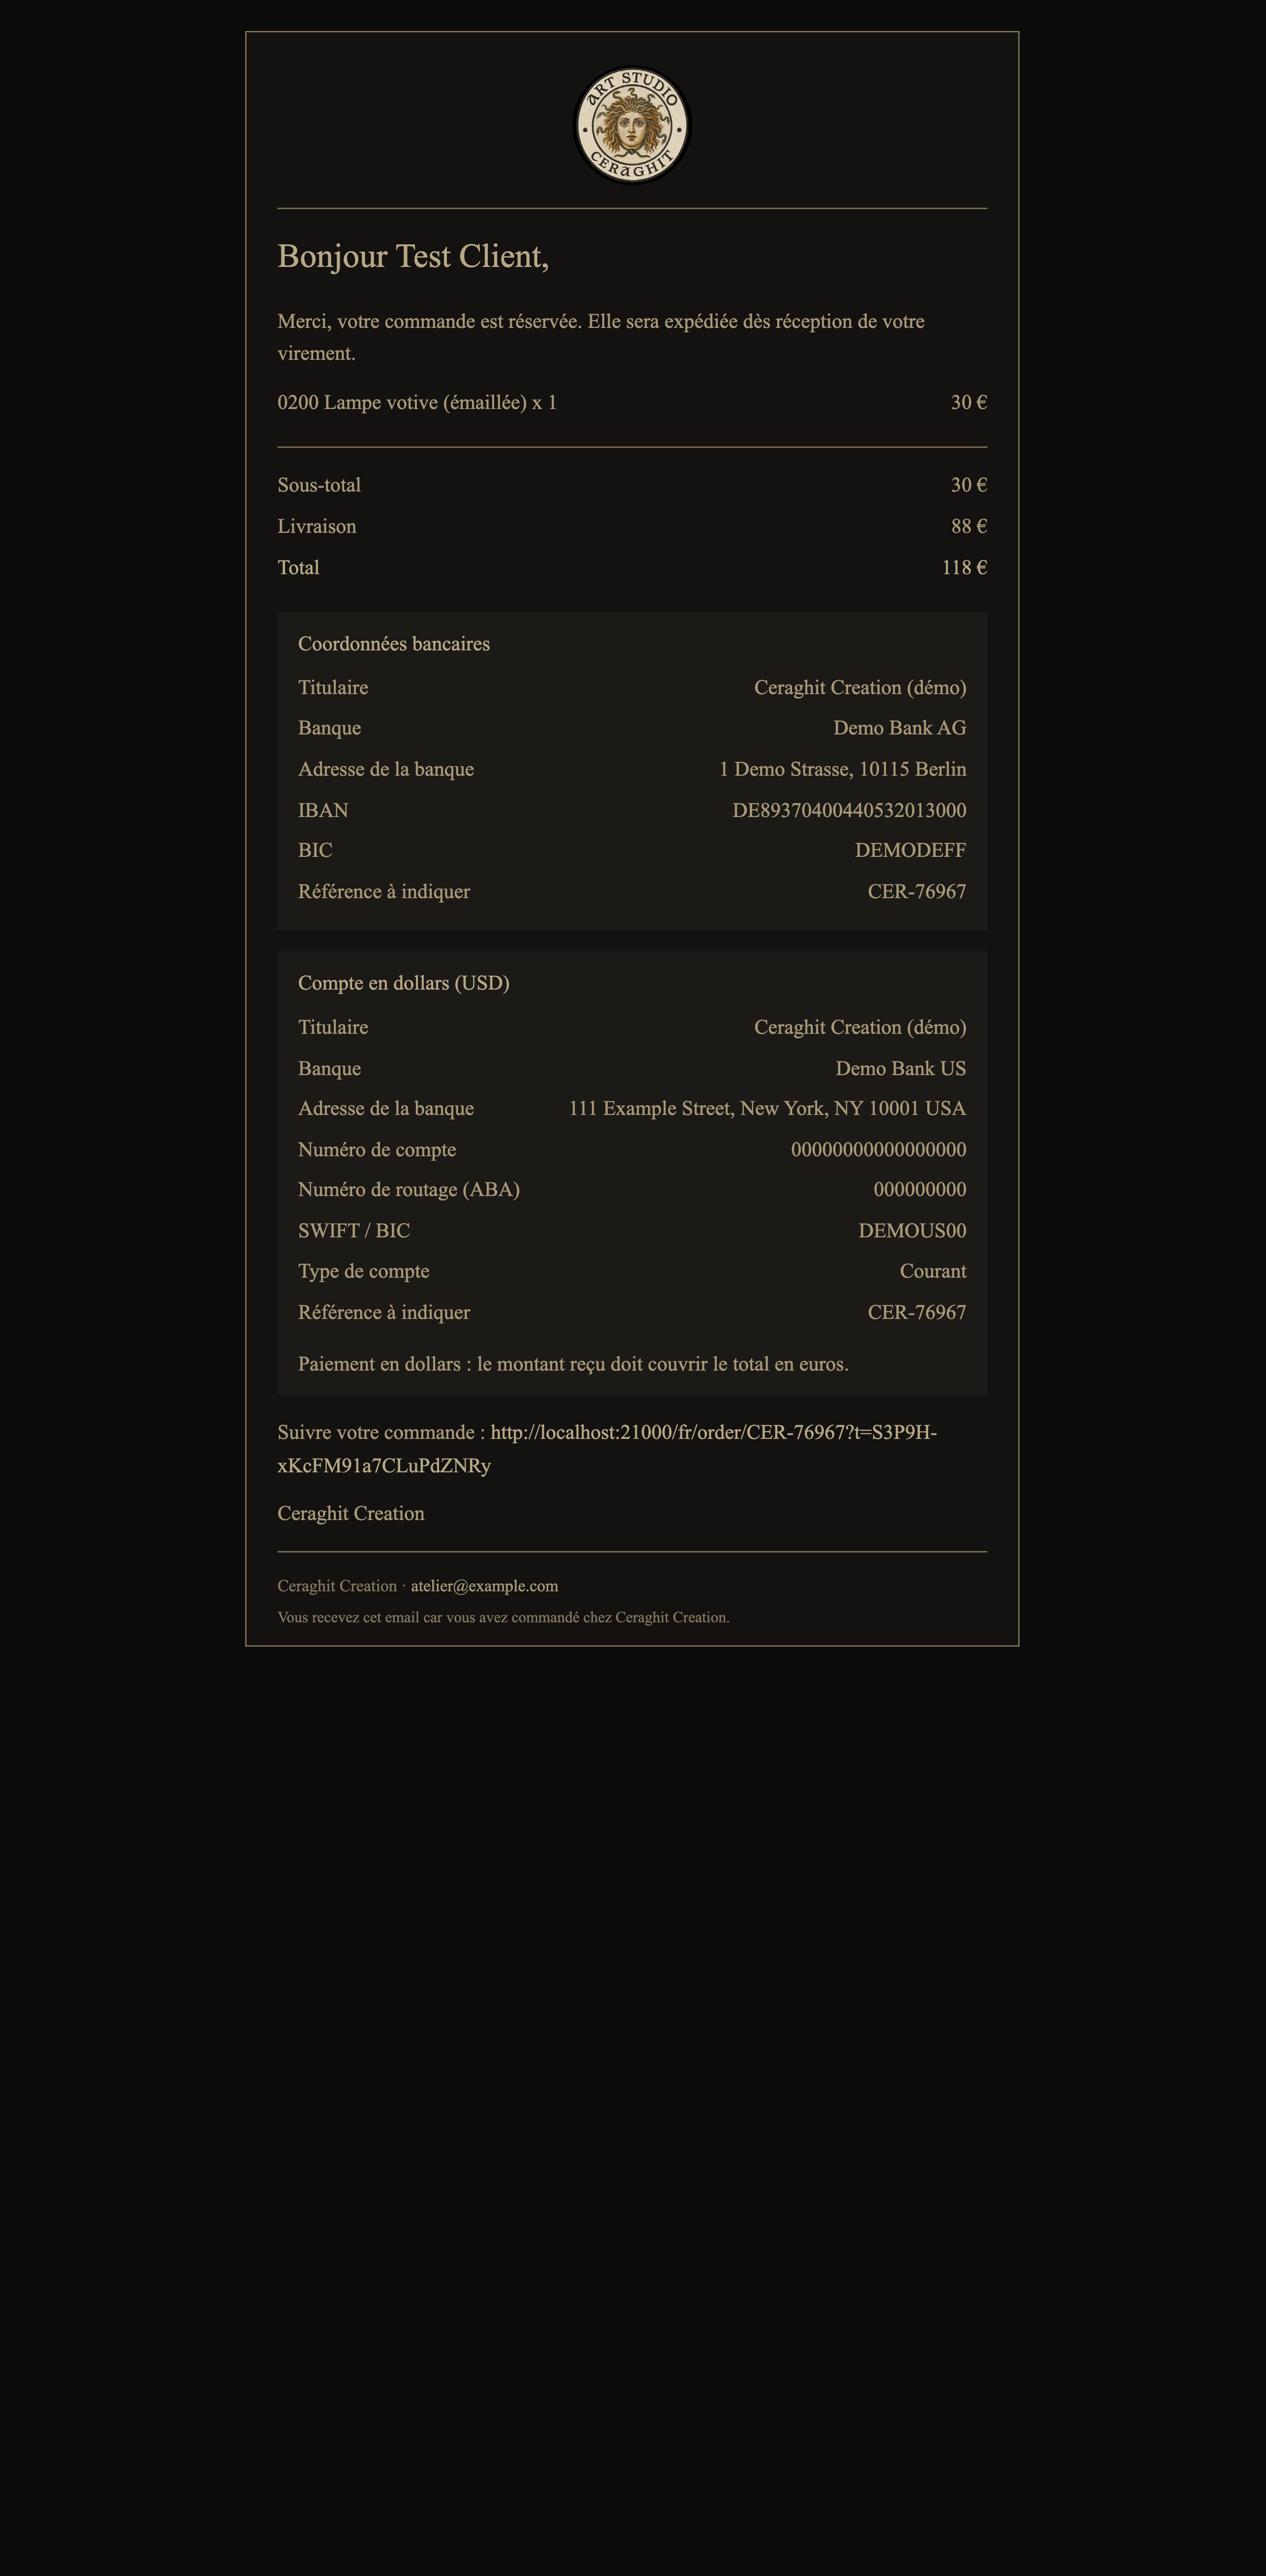 ART STUDIO
CERAGHIT
Bonjour Test Client,
Merci, votre commande est réservée. Elle sera expédiée dès réception de votre
virement.
0200 Lampe votive (émaillée) x 1 30 €
Sous-total 30 €
Livraison 88 €
Total 118 €
Coordonnées bancaires
Titulaire Ceraghit Creation (démo)
Banque Demo Bank AG
Adresse de la banque 1 Demo Strasse, 10115 Berlin
IBAN DE89370400440532013000
BIC DEMODEFF
Référence à indiquer CER-76967
Compte en dollars (USD)
Titulaire Ceraghit Creation (démo)
Banque Demo Bank US
Adresse de la banque 111 Example Street, New York, NY 10001 USA
Numéro de compte 00000000000000000
Numéro de routage (ABA) 000000000
SWIFT / BIC DEMOUS00
Type de compte Courant
Référence à indiquer CER-76967
Paiement en dollars : le montant reçu doit couvrir le total en euros.
Suivre votre commande : http://localhost:21000/fr/order/CER-76967?t=S3P9H-
xKcFM91a7CLuPdZNRy
Ceraghit Creation
Ceraghit Creation · atelier@example.com
Vous recevez cet email car vous avez commandé chez Ceraghit Creation.